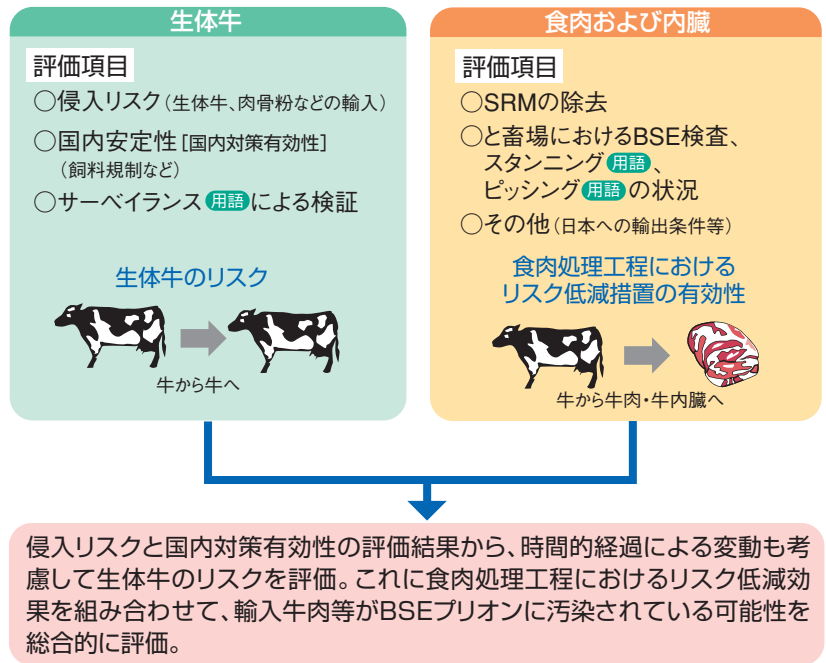 生体牛
評価項目
○侵入リスク（生体牛、肉骨粉などの輸入）
○国内安定性［国内対策有効性］
（飼料規制など）
○サーベイランス 用語 による検証
生体牛のリスク
牛から牛へ
食肉および内臓
評価項目
○SRMの除去
○と畜場におけるBSE検査、
スタンニング 用語 、
ピッシング 用語 の状況
○その他（日本への輸出条件等）
食肉処理工程における
リスク低減措置の有効性
牛から牛肉・牛内臓へ
侵入リスクと国内対策有効性の評価結果から、時間的経過による変動も考
慮して生体牛のリスクを評価。これに食肉処理工程におけるリスク低減効
果を組み合わせて、輸入牛肉等がBSEプリオンに汚染されている可能性を
総合的に評価。